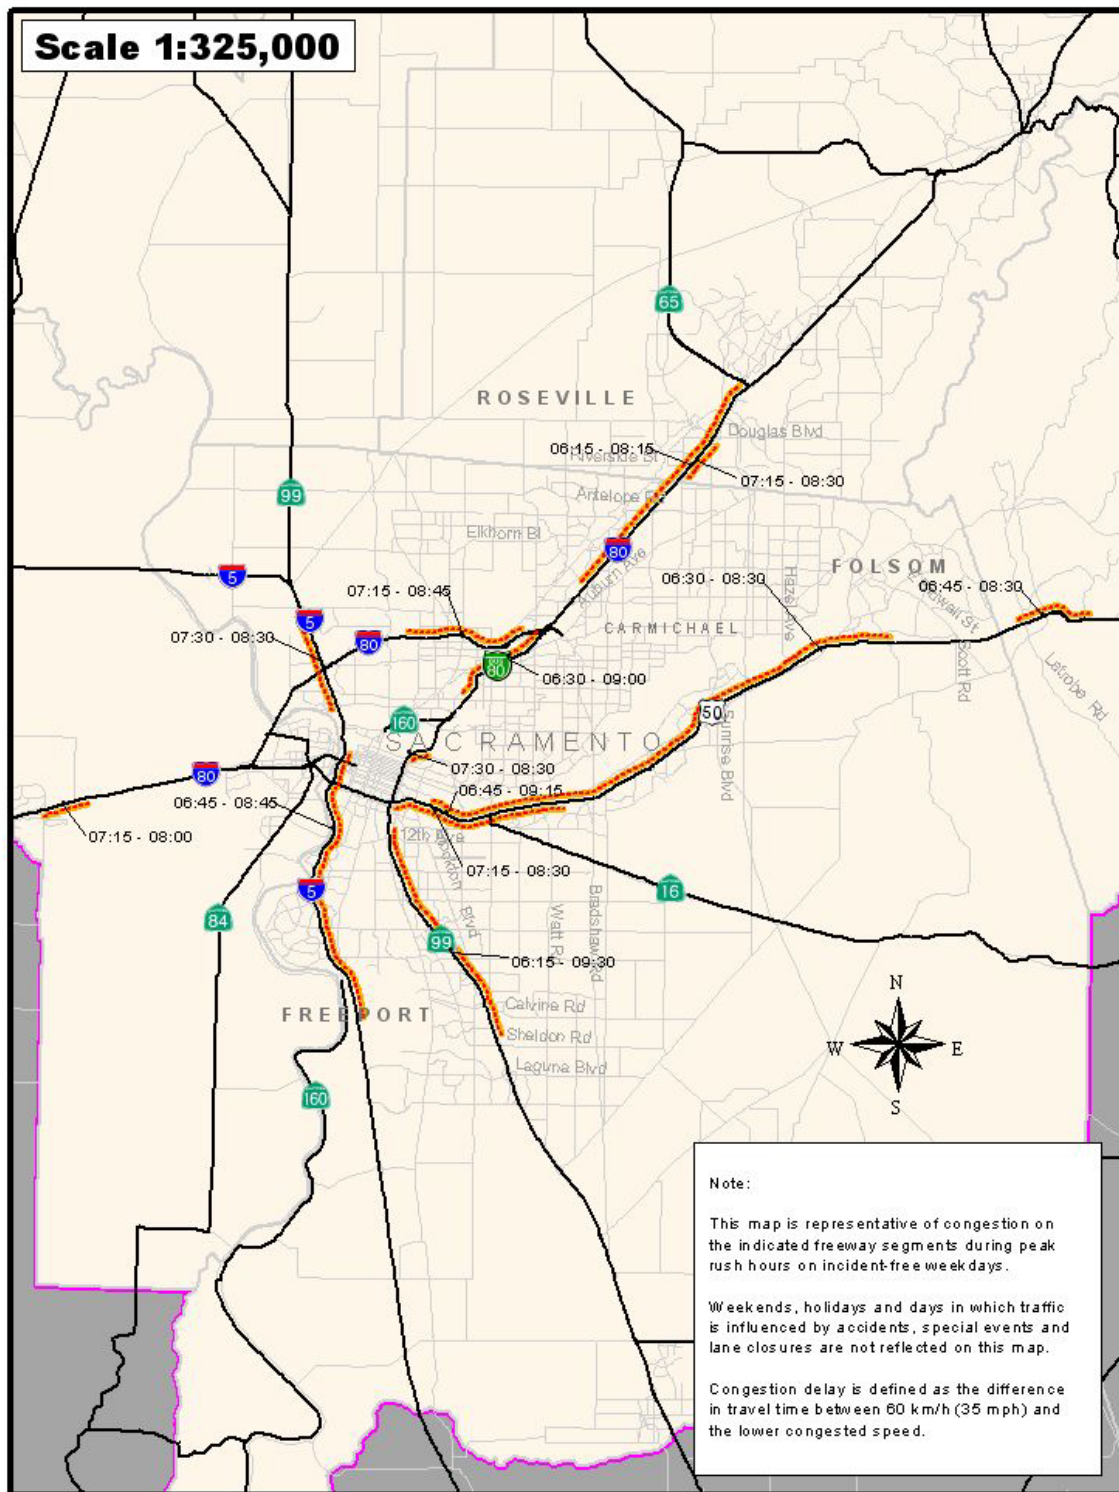 Scale 1:325,000
65
ROSEVILLE
Douglas Blvd
06:15 - 08:15
Riverside St
07:15 - 08:30
99
Antelope
Elkhorn Bl
80
Auburn Ave
5
FOLSOM
06:30 - 08:30
Hazel Ave
06:45 - 08:30
07:15 - 08:45
5
07:30 - 08:30
80
CARMICHAEL
80
06:30 - 09:00
Scott Rd
Latrobe Rd
160
50
Sunrise Blvd
SACRAMENTO
07:30 - 08:30
80
06:45 - 09:15
06:45 - 08:45
07:15 - 08:00
12th Ave
Stockton Blvd
07:15 - 08:30
5
16
84
Watt Rd
Bradshaw Rd
99
06:15 - 09:30
FREEPORT
Calvine Rd
Sheldon Rd
Laguna Blvd
160
N
W
E
S
Note:
This map is representative of congestion on
the indicated freeway segments during peak
rush hours on incident-free weekdays.
Weekends, holidays and days in which traffic
is influenced by accidents, special events and
lane closures are not reflected on this map.
Congestion delay is defined as the difference
in travel time between 60 km/h (35 mph) and
the lower congested speed.